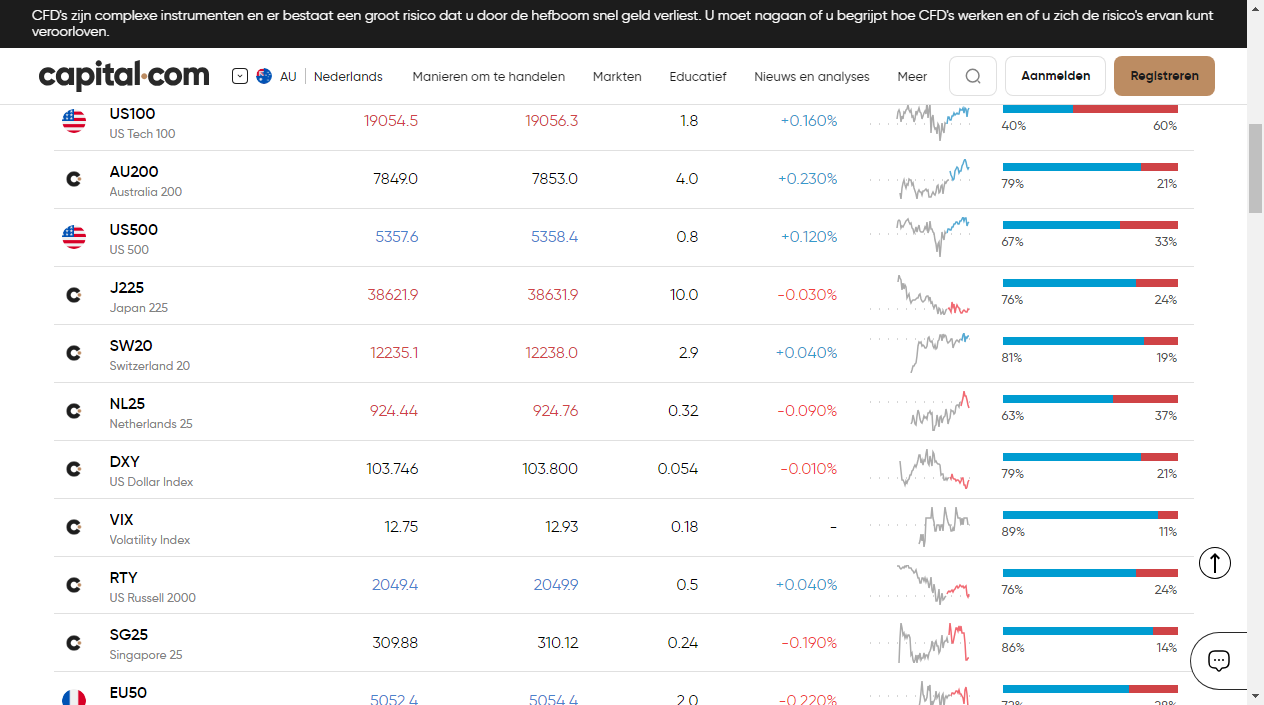 CFD's zijn complexe instrumenten en er bestaat een groot risico dat u door de hefboom snel geld verliest. U moet nagaan of u begrijpt hoe CFD's werken en of u zich de risico's ervan kunt
veroorloven.
capital.com AU Nederlands Manieren om te handelen Markten Educatief Nieuws en analyses Meer Aanmelden Registreren
US100 19054.5 19056.3 1.8 +0.160%
US Tech 100 40% 60%
AU200 7849.0 7853.0 4.0 +0.230%
Australia 200 79% 21%
US500 5357.6 5358.4 0.8 +0.120%
US 500 67% 33%
J225 38621.9 38631.9 10.0 -0.030%
Japan 225 76% 24%
SW20 12235.1 12238.0 2.9 +0.040%
Switzerland 20 81% 19%
NL25 924.44 924.76 0.32 -0.090%
Netherlands 25 63% 37%
DXY 103.746 103.800 0.054 -0.010%
US Dollar Index 79% 21%
VIX 12.75 12.93 0.18 -
Volatility Index 89% 11%
RTY 2049.4 2049.9 0.5 +0.040%
US Russell 2000 76% 24%
SG25 309.88 310.12 0.24 -0.190%
Singapore 25 86% 14%
EU50 5052.4 5054.4 2.0 -0.220%